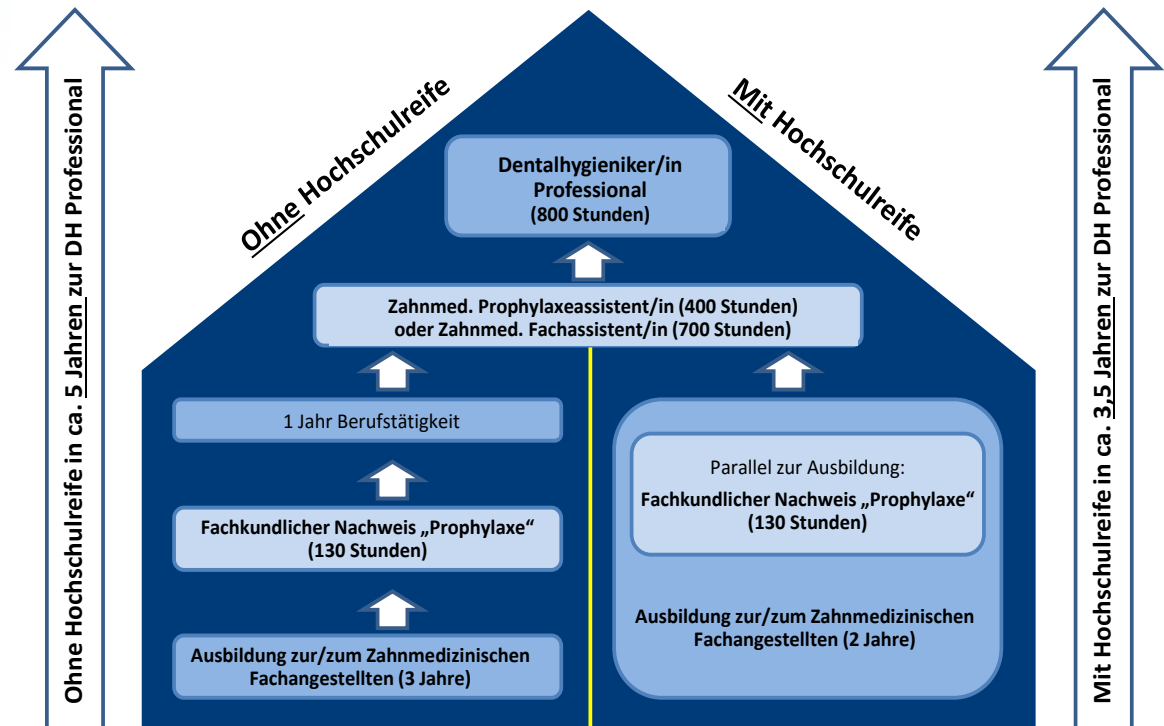 Ohne Hochschulreife in ca. 5 Jahren zur DH Professional
Ohne Hochschulreife
Mit Hochschulreife
Dentalhygieniker/in
Professional
(800 Stunden)
Zahnmed. Prophylaxeassistent/in (400 Stunden)
oder Zahnmed. Fachassistent/in (700 Stunden)
1 Jahr Berufstätigkeit
Fachkundlicher Nachweis „Prophylaxe“
(130 Stunden)
Ausbildung zur/zum Zahnmedizinischen
Fachangestellten (3 Jahre)
Parallel zur Ausbildung:
Fachkundlicher Nachweis „Prophylaxe“
(130 Stunden)
Ausbildung zur/zum Zahnmedizinischen
Fachangestellten (2 Jahre)
Mit Hochschulreife in ca. 3,5 Jahren zur DH Professional